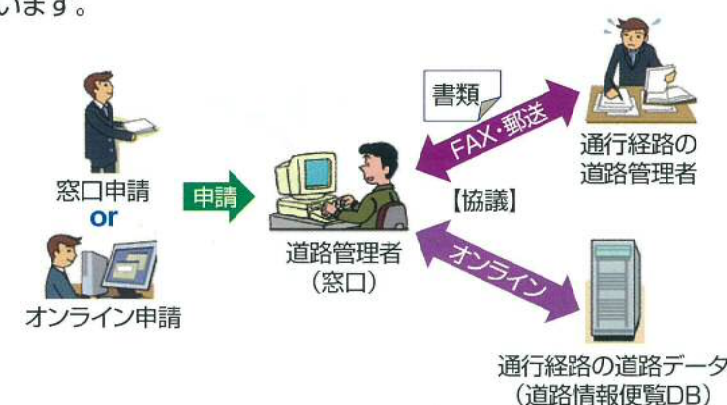 います。
窓口申請
or
オンライン申請
申請
道路管理者
(窓口)
書類
FAX・郵送
【協議】
オンライン
通行経路の
道路管理者
通行経路の道路データ
(道路情報便覧DB)